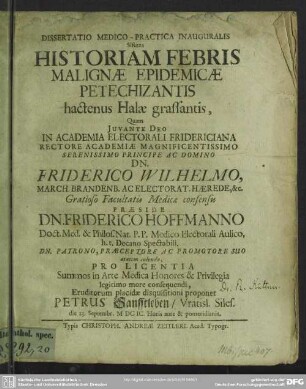 DISSERTATIO MEDICO-PRACTICA INAUGURALIS
sistens
HISTORIAM FEBRIS
MALIGNÆ EPIDEMICÆ
PETECHIZANTIS
hactenus Halæ grassantis,
Quam
JUVANTE DEO
IN ACADEMIA ELECTORALI FRIDERICIANA
RECTORE ACADEMIÆ MAGNIFICENTISSIMO
SERENISSIMO PRINCIPE AC DOMINO
DN.
FRIDERICO WILHELMO,
MARCH BRANDENB. AC ELECTORAT. HÆREDE, &c.
Gratioso Facultatis Medicæ consensu
PRÆSIDE
DN. FRIDERICO HOFFMANNO
Doct. Med. & Philos. Nat. P. P. Medico Electorali Aulico,
h. t. Decano Spectabili,
DN. PATRONO, PRÆCEPTORE AC PROMOTORE SUO
ætatem colendo,
PRO LICENTIA
Summos in Arte Medica Honores & Privilegia
legitimo more consequendi,
Eruditorum placidæ disquisitioni proponet
PETRUS Gansserleben / Vratisl. Siles.
die 23. Septembr. M DC IC. Horis ante & pomeridianis.
Typis CHRISTOPH. ANDREÆ ZEITLERI, Acad. Typogr.